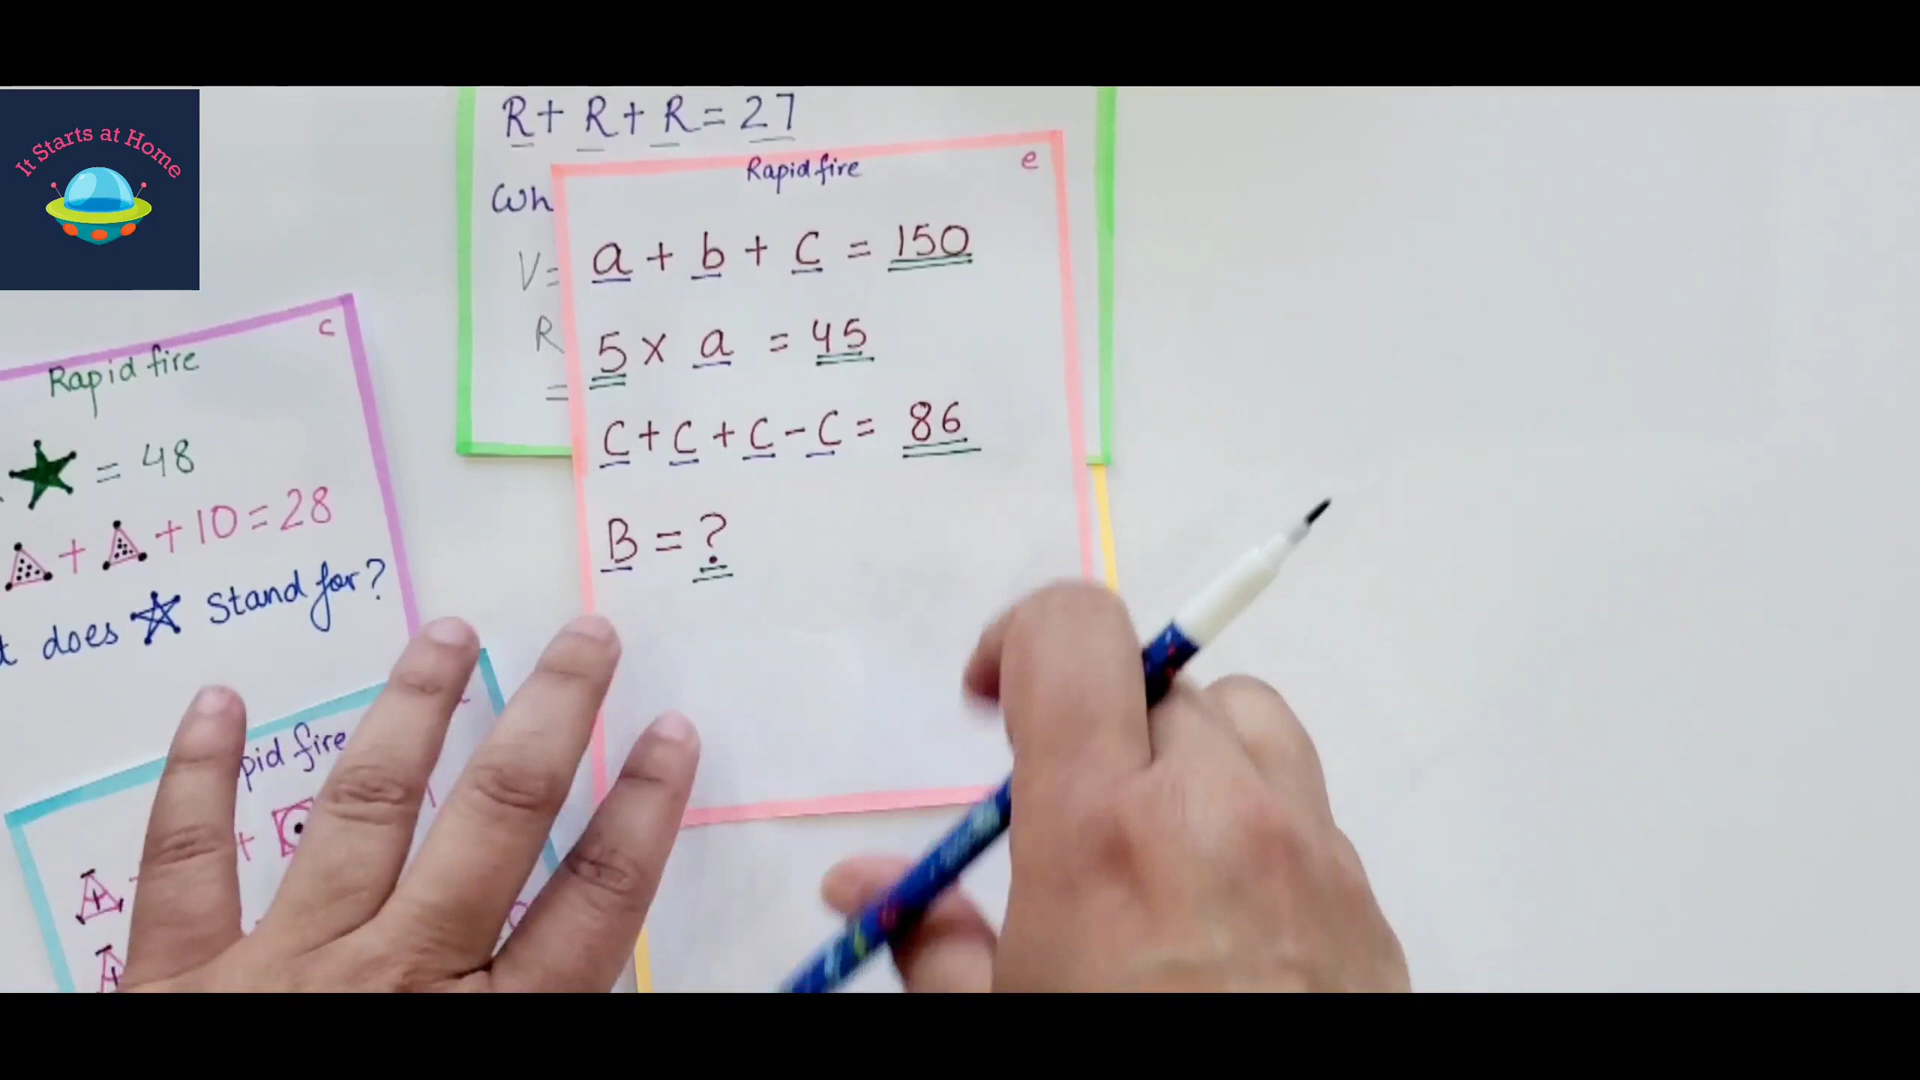 It Starts at Home
R+ R+ R= 27
Wh
V=
R
=
Rapid fire e
a + b + c = 150
5 x a = 45
C+C+C-C= 86
B = ?
c
Rapid fire
= 48
+ + 10=28
does stand for?
pid fire
+